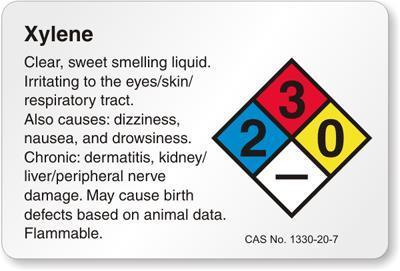 Xylene
Clear, sweet smelling liquid.
Irritating to the eyes/skin/
respiratory tract.
Also causes: dizziness,
nausea, and drowsiness.
Chronic: dermatitis, kidney/
liver/peripheral nerve
damage. May cause birth
defects based on animal data.
Flammable.
3
2 0
–
CAS No. 1330-20-7